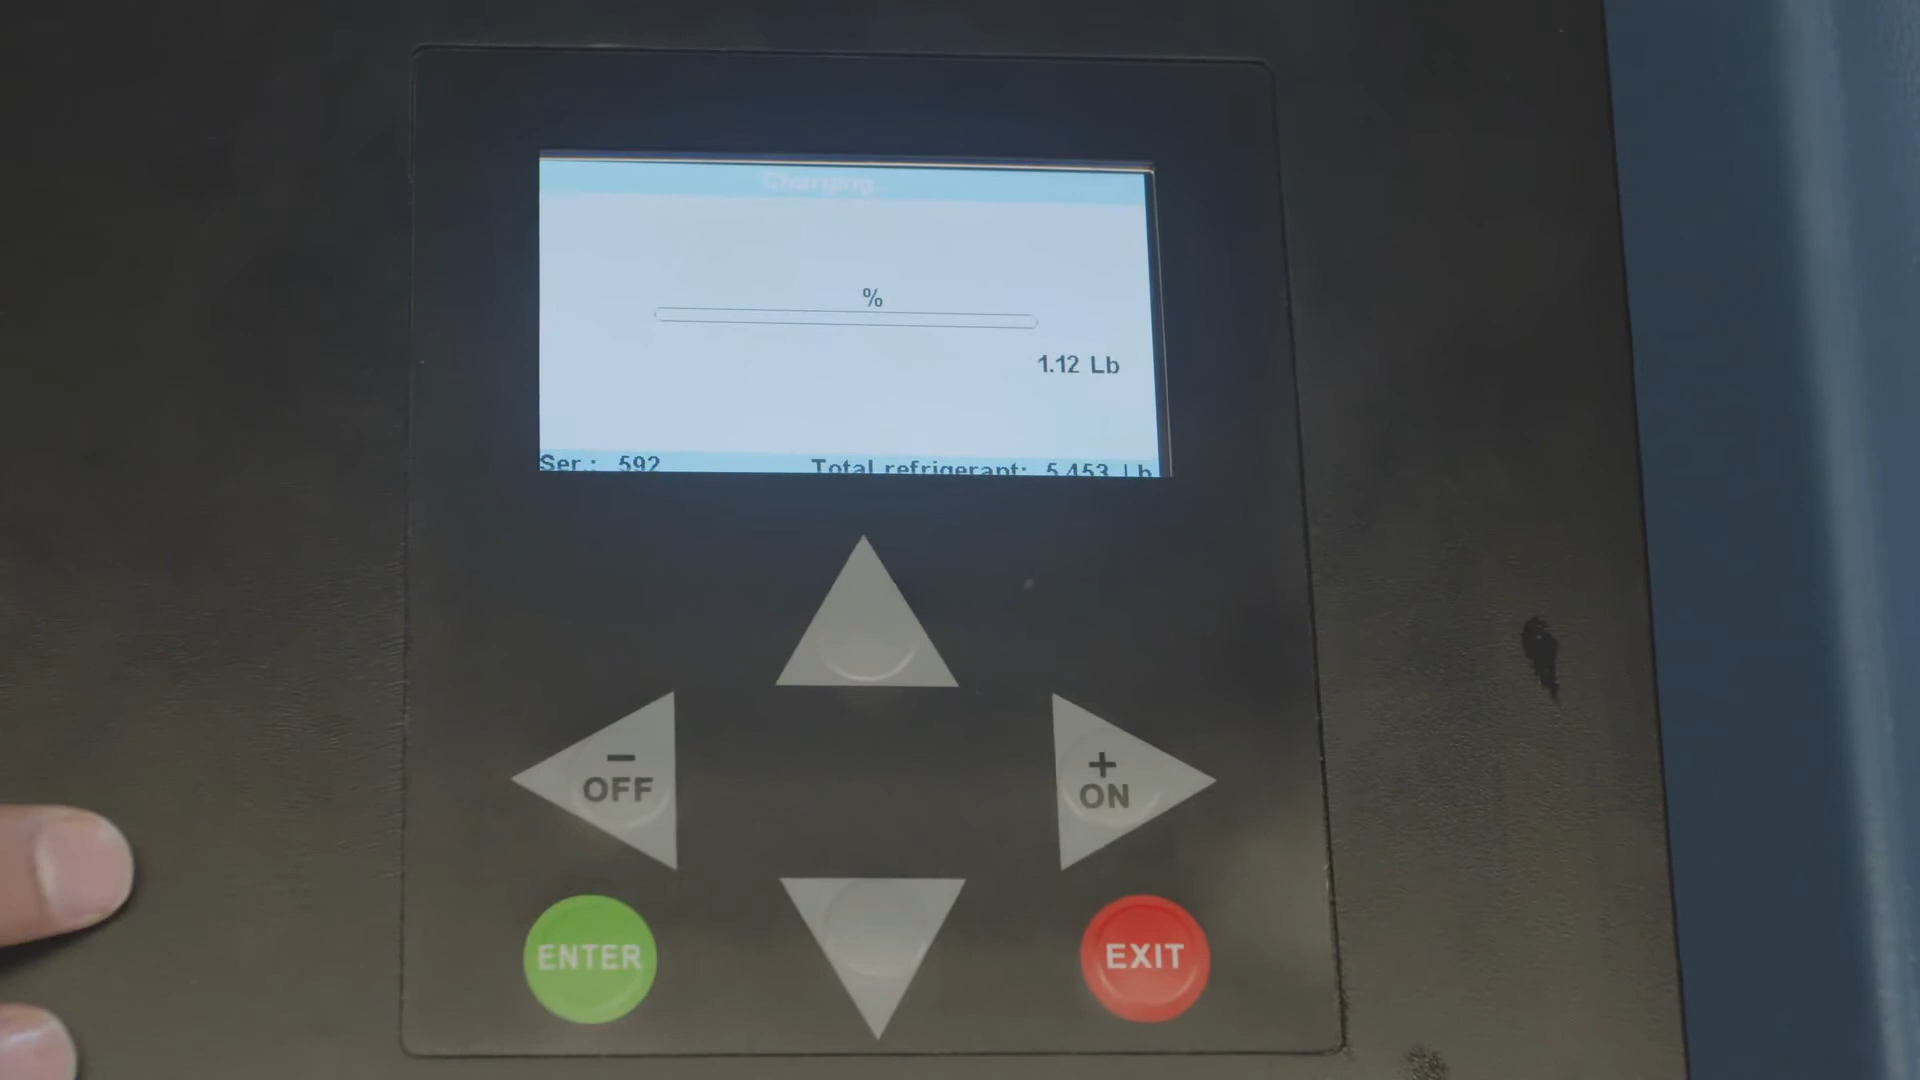 Charging...
%
1.12 Lb
Ser.: 592 Total refrigerant: 5.453 Lb
− OFF
+ ON
ENTER
EXIT